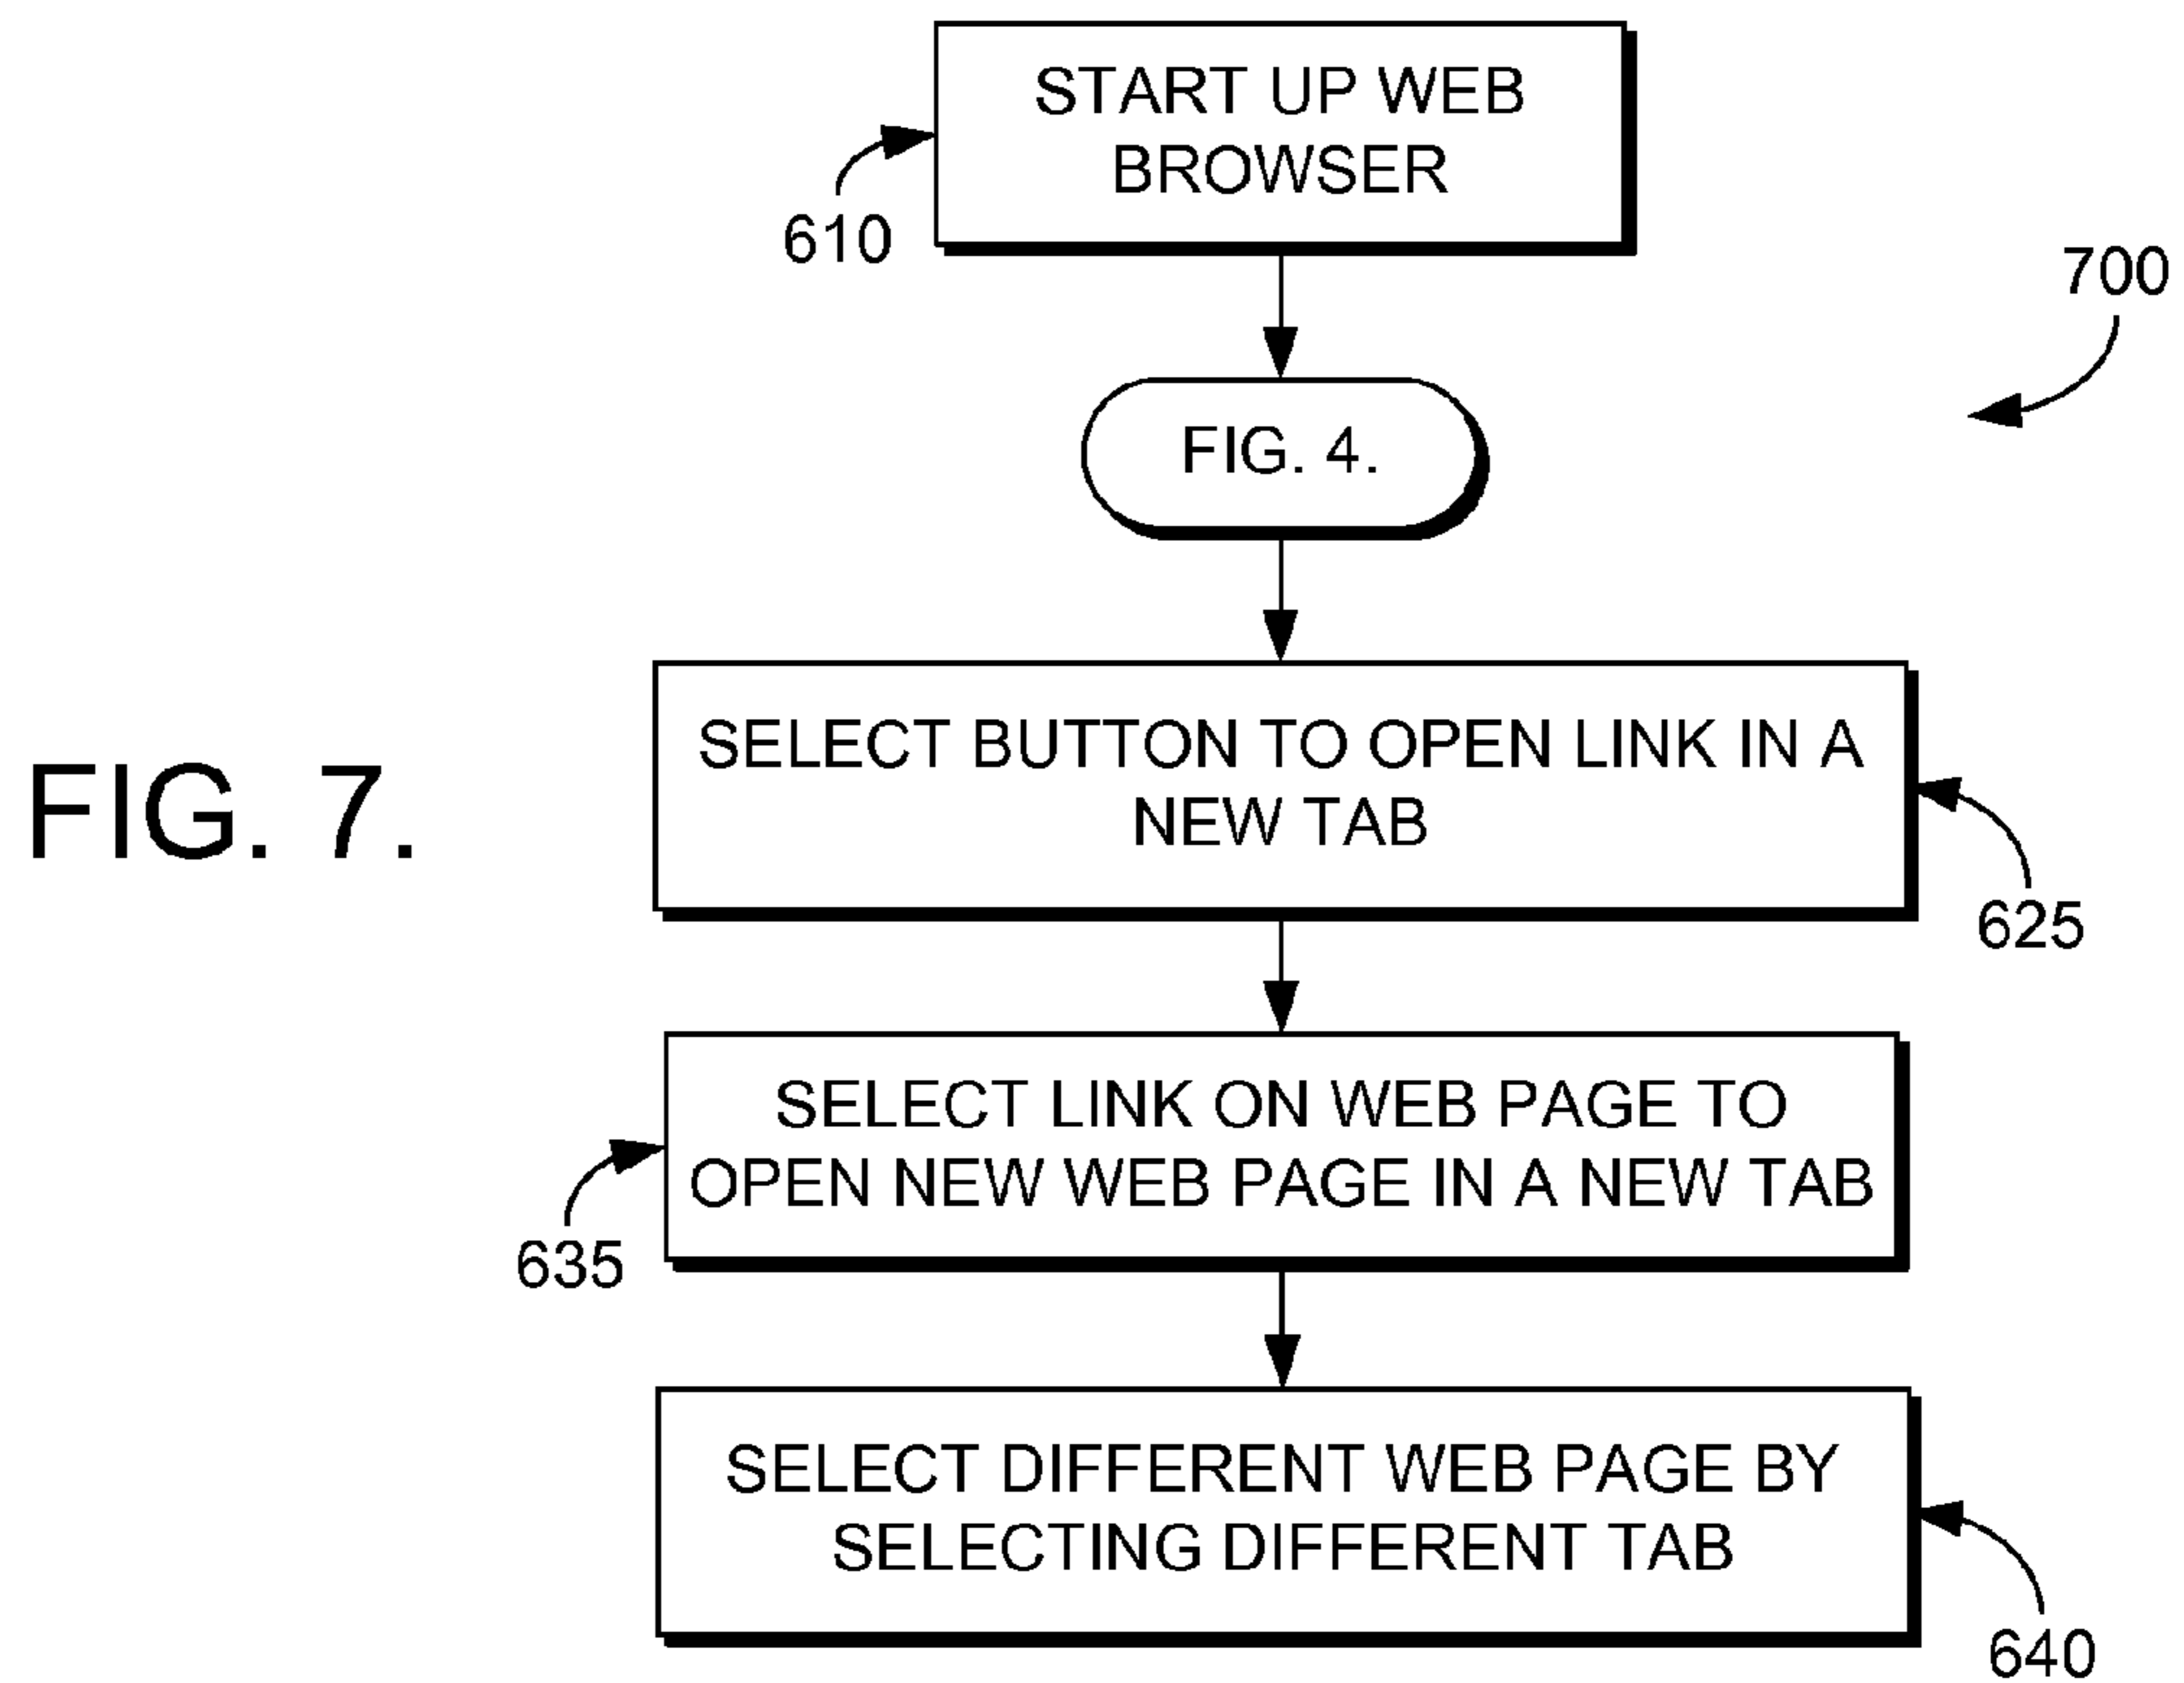 START UP WEB
BROWSER
610
700
FIG. 4.
SELECT BUTTON TO OPEN LINK IN A
NEW TAB
FIG. 7.
625
SELECT LINK ON WEB PAGE TO
OPEN NEW WEB PAGE IN A NEW TAB
635
SELECT DIFFERENT WEB PAGE BY
SELECTING DIFFERENT TAB
640